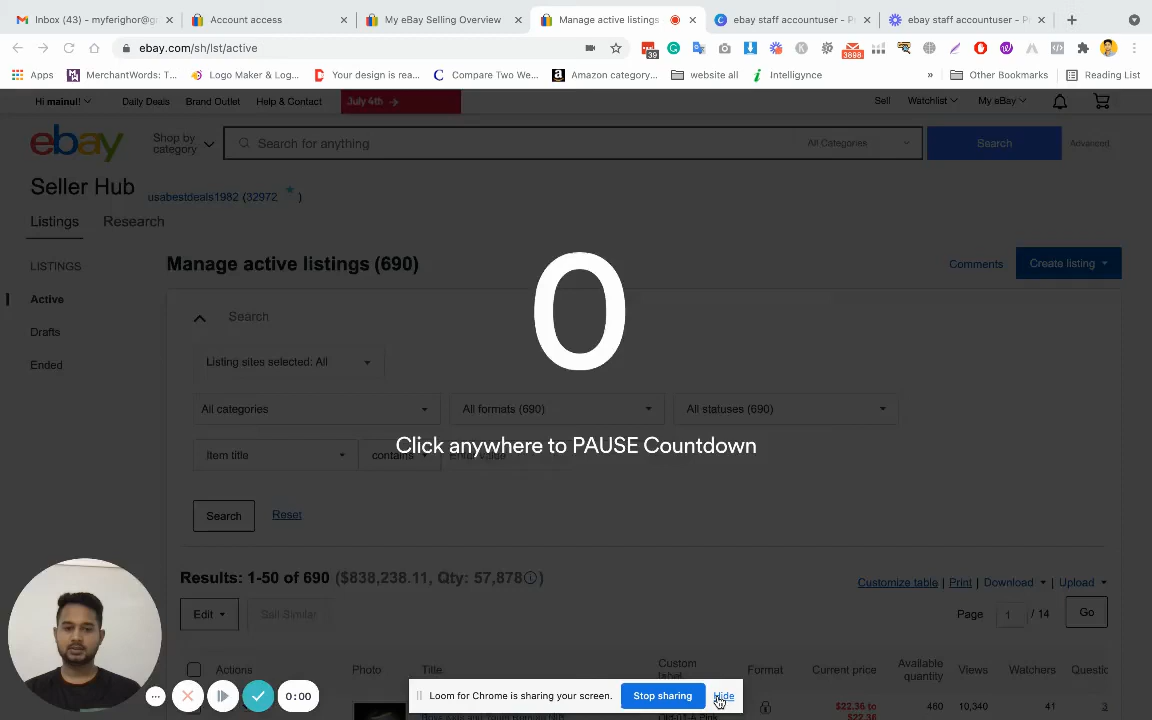 Inbox (43) - myferighor@g
Account access
My eBay Selling Overview
Manage active listings
ebay staff accountuser - P
ebay staff accountuser - P
ebay.com/sh/lst/active
39
3898
Apps
MerchantWords: T...
Logo Maker & Log...
Your design is rea...
Compare Two We...
Amazon category...
website all
Intelligynce
»
Other Bookmarks
Reading List
Hi mainul!
Daily Deals
Brand Outlet
Help & Contact
July 4th →
Sell
Watchlist
My eBay
ebay
Shop by
category
Search for anything
All Categories
Search
Advanced
Seller Hub
usabestdeals1982 (32972 )
Listings
Research
LISTINGS
Manage active listings (690)
Comments
Create listing
Active
Search
Drafts
Listing sites selected: All
Ended
All categories
All formats (690)
All statuses (690)
0
Click anywhere to PAUSE Countdown
Item title
contains
Search
Reset
Results: 1-50 of 690 ($838,238.11, Qty: 57,878)
Customize table | Print | Download | Upload
Edit
Sell Similar
Page
1
/ 14
Go
Actions
Photo
Title
Custom
label
Format
Current price
Available
quantity
Views
Watchers
Questic
0:00
Loom for Chrome is sharing your screen.
Stop sharing
Hide
$22.36 to
460
10,340
41
3